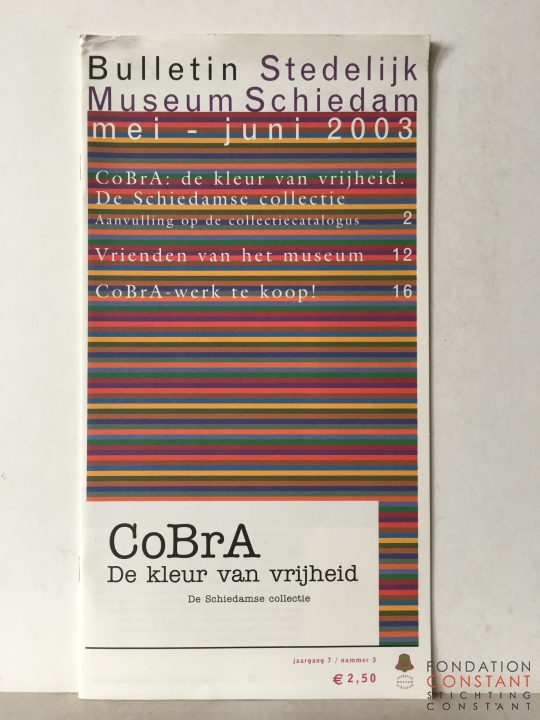 Bulletin Stedelijk
Museum Schiedam
mei - juni 2003
CoBrA: de kleur van vrijheid.
De Schiedamse collectie
Aanvulling op de collectiecatalogus 2
Vrienden van het museum 12
CoBrA-werk te koop! 16
CoBrA
De kleur van vrijheid
De Schiedamse collectie
jaargang 7 / nummer 3
€ 2,50
FONDATION
CONSTANT
STICHTING
CONSTANT